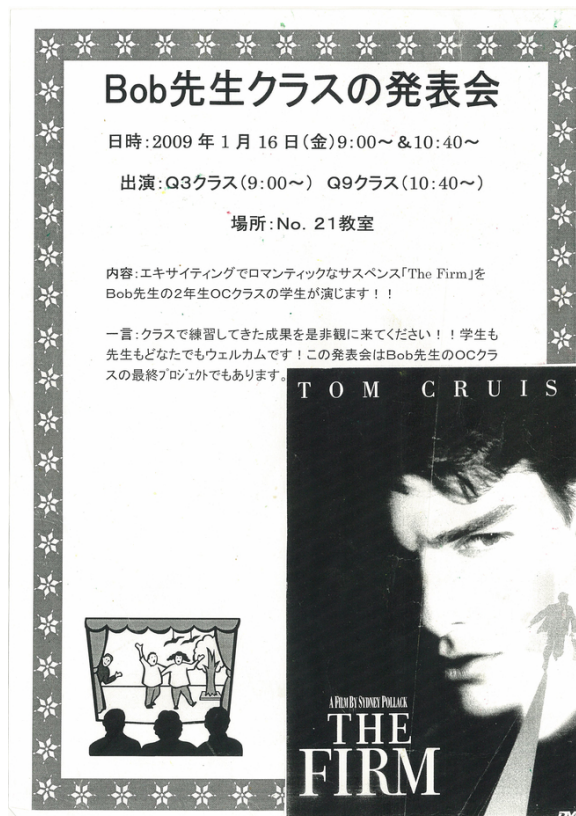 Bob先生クラスの発表会
日時：2009年1月16日（金）9:00～＆10:40～
出演：Q3クラス（9:00～） Q9クラス（10:40～）
場所：No. 21教室
内容：エキサイティングでロマンティックなサスペンス「The Firm」を
Bob先生の2年生OCクラスの学生が演じます！！
一言：クラスで練習してきた成果を是非観に来てください！！学生も
先生もどなたでもウェルカムです！この発表会はBob先生のOCクラ
スの最終ﾌﾟﾛｼﾞｪｸﾄでもあります。
TOM CRUIS
A FILM BY SYDNEY POLLACK
THE
FIRM